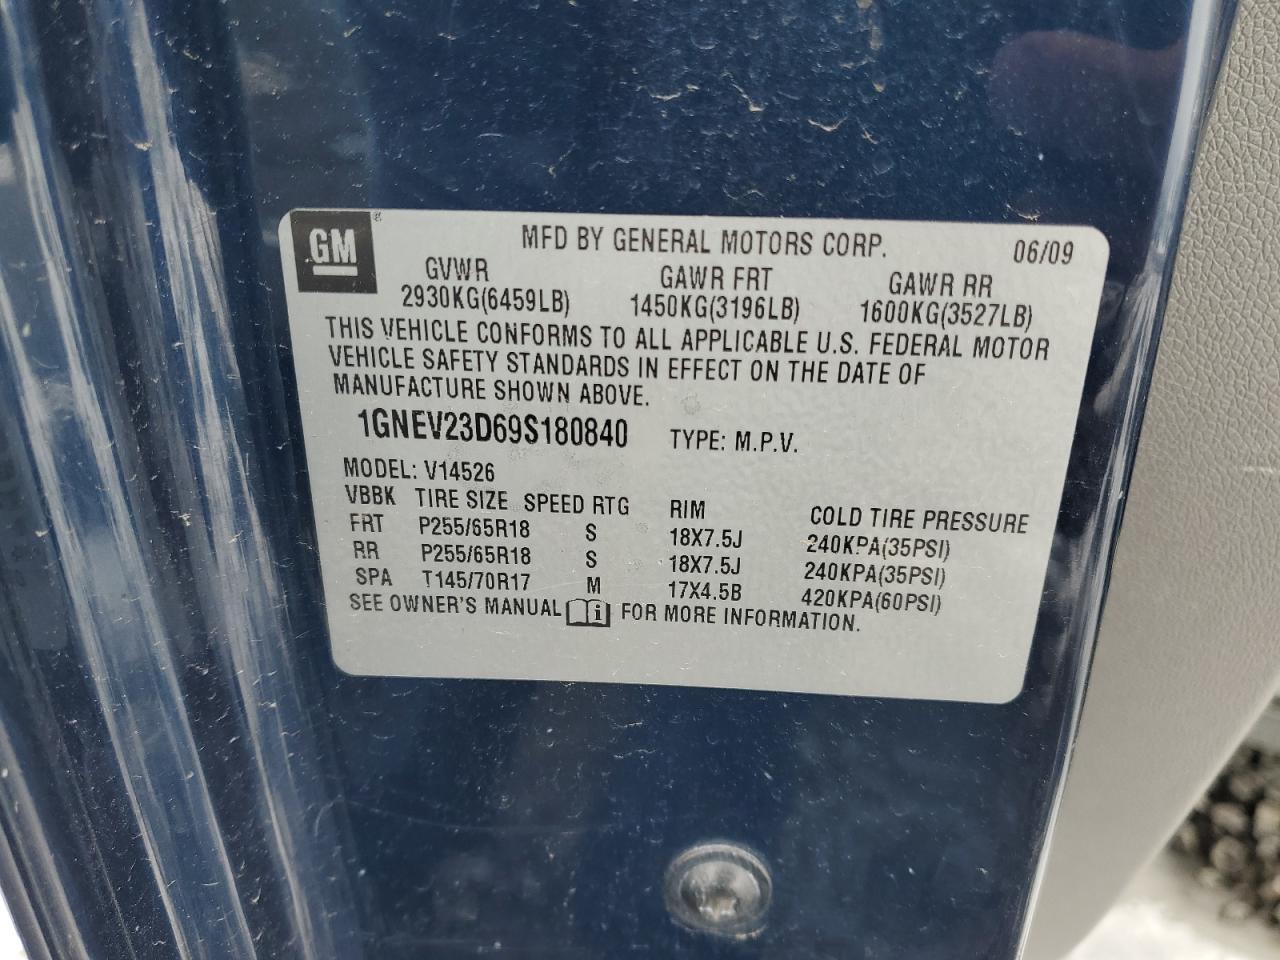 GM ® MFD BY GENERAL MOTORS CORP. 06/09
GVWR GAWR FRT GAWR RR
2930KG(6459LB) 1450KG(3196LB) 1600KG(3527LB)
THIS VEHICLE CONFORMS TO ALL APPLICABLE U.S. FEDERAL MOTOR
VEHICLE SAFETY STANDARDS IN EFFECT ON THE DATE OF
MANUFACTURE SHOWN ABOVE.
1GNEV23D69S180840 TYPE: M.P.V.
MODEL: V14526
VBBK TIRE SIZE SPEED RTG RIM COLD TIRE PRESSURE
FRT P255/65R18 S 18X7.5J 240KPA(35PSI)
RR P255/65R18 S 18X7.5J 240KPA(35PSI)
SPA T145/70R17 M 17X4.5B 420KPA(60PSI)
SEE OWNER'S MANUAL i FOR MORE INFORMATION.